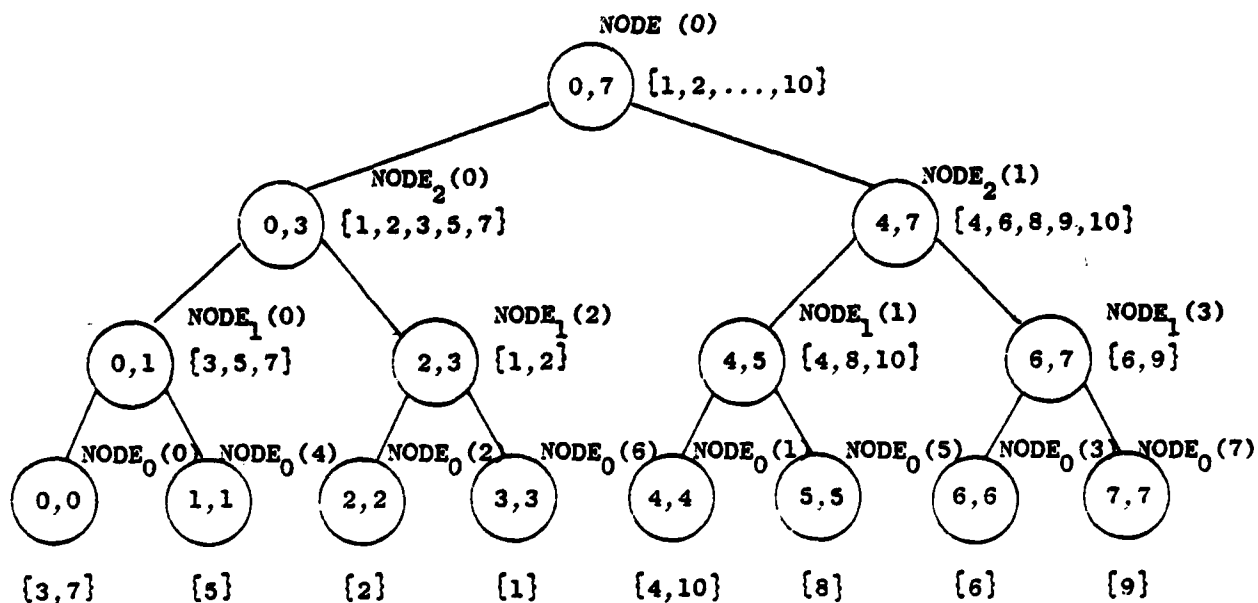 NODE (0)
0,7 {1,2,...,10}
NODE₂(0) NODE₂(1)
0,3 {1,2,3,5,7} 4,7 {4,6,8,9,10}
NODE₁(0) NODE₁(2) NODE₁(1) NODE₁(3)
0,1 {3,5,7} 2,3 {1,2} 4,5 {4,8,10} 6,7 {6,9}
NODE₀(0) NODE₀(4) NODE₀(2) NODE₀(6) NODE₀(1) NODE₀(5) NODE₀(3) NODE₀(7)
0,0 1,1 2,2 3,3 4,4 5,5 6,6 7,7
{3,7} {5} {2} {1} {4,10} {8} {6} {9}